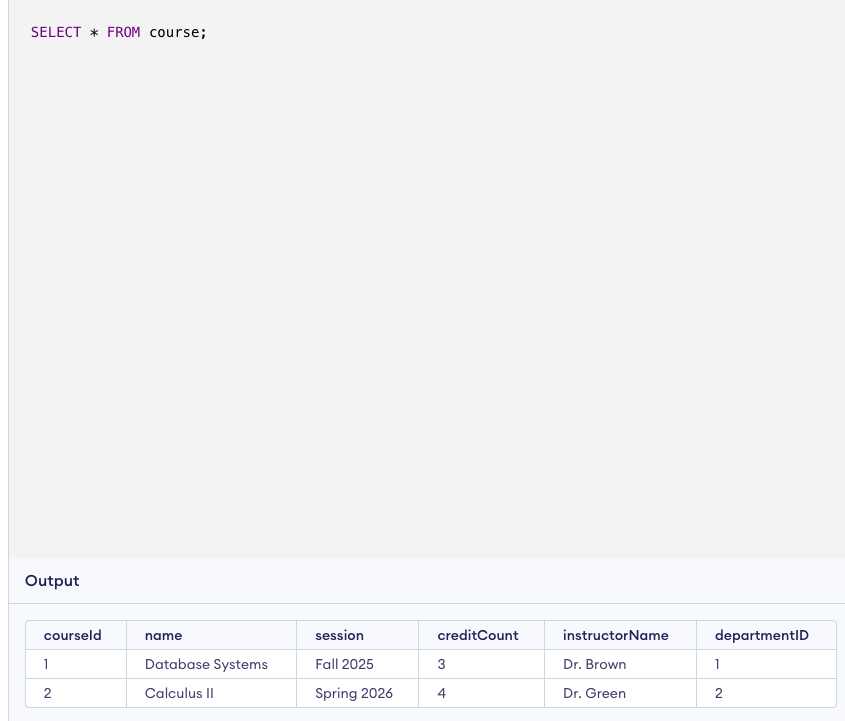 SELECT * FROM course;
Output
courseId name session creditCount instructorName departmentID
1 Database Systems Fall 2025 3 Dr. Brown 1
2 Calculus II Spring 2026 4 Dr. Green 2